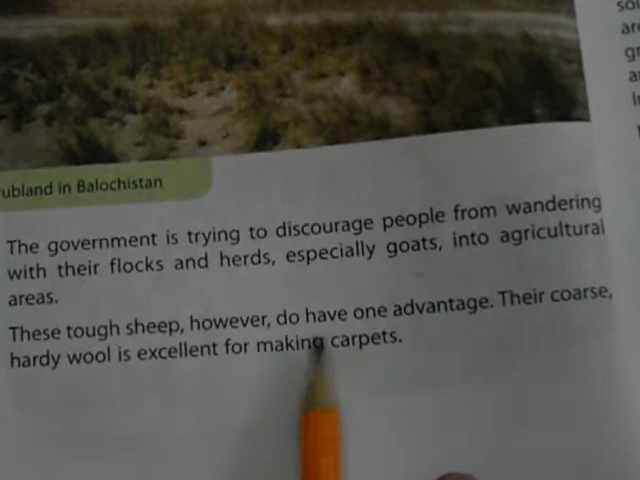 ubland in Balochistan
The government is trying to discourage people from wandering
with their flocks and herds, especially goats, into agricultural
areas.
These tough sheep, however, do have one advantage. Their coarse,
hardy wool is excellent for making carpets.